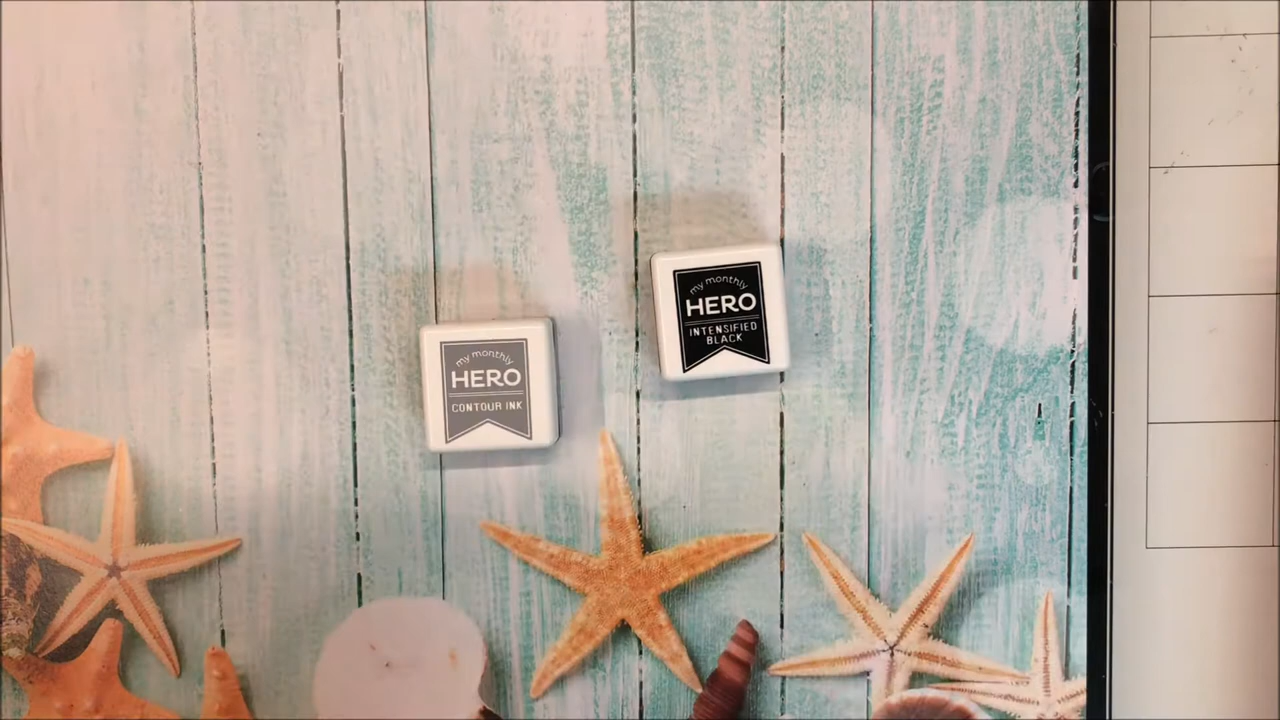 my monthly
HERO
CONTOUR INK
my monthly
HERO
INTENSIFIED
BLACK